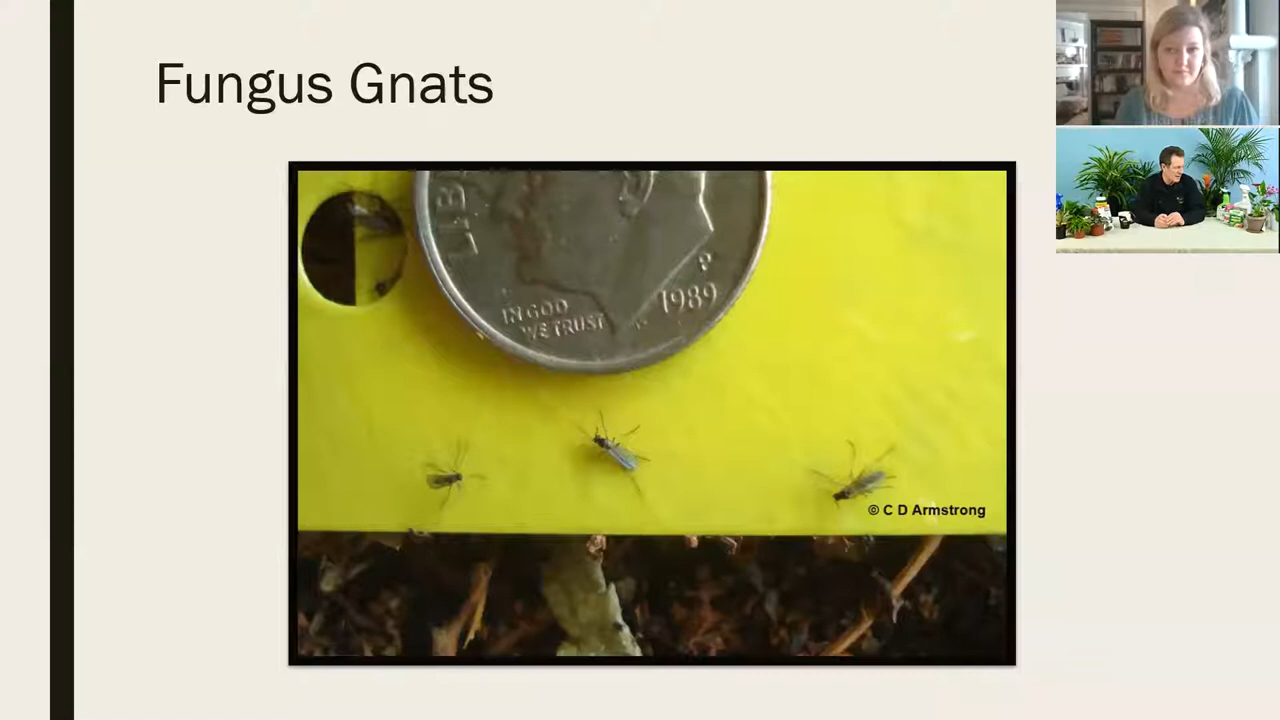 Fungus Gnats
LIB
IN GOD
WE TRUST
P
1989
© C D Armstrong